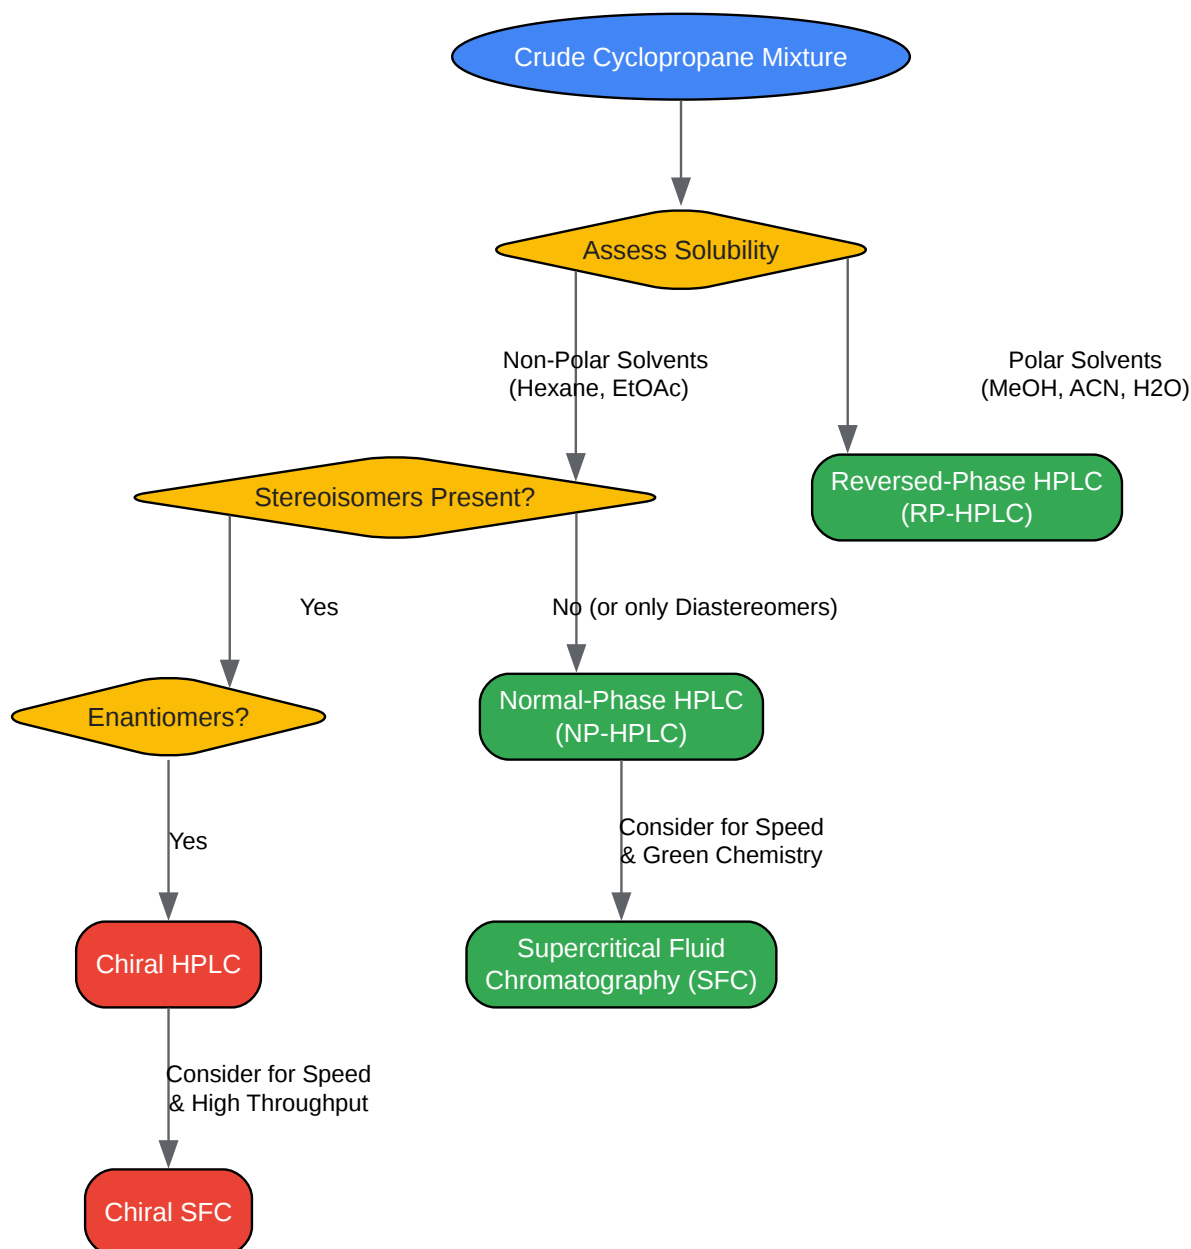 Crude Cyclopropane Mixture
Assess Solubility
Non-Polar Solvents
(Hexane, EtOAc)
Polar Solvents
(MeOH, ACN, H2O)
Reversed-Phase HPLC
(RP-HPLC)
Stereoisomers Present?
Yes
No (or only Diastereomers)
Enantiomers?
Normal-Phase HPLC
(NP-HPLC)
Yes
Consider for Speed
& Green Chemistry
Chiral HPLC
Supercritical Fluid
Chromatography (SFC)
Consider for Speed
& High Throughput
Chiral SFC